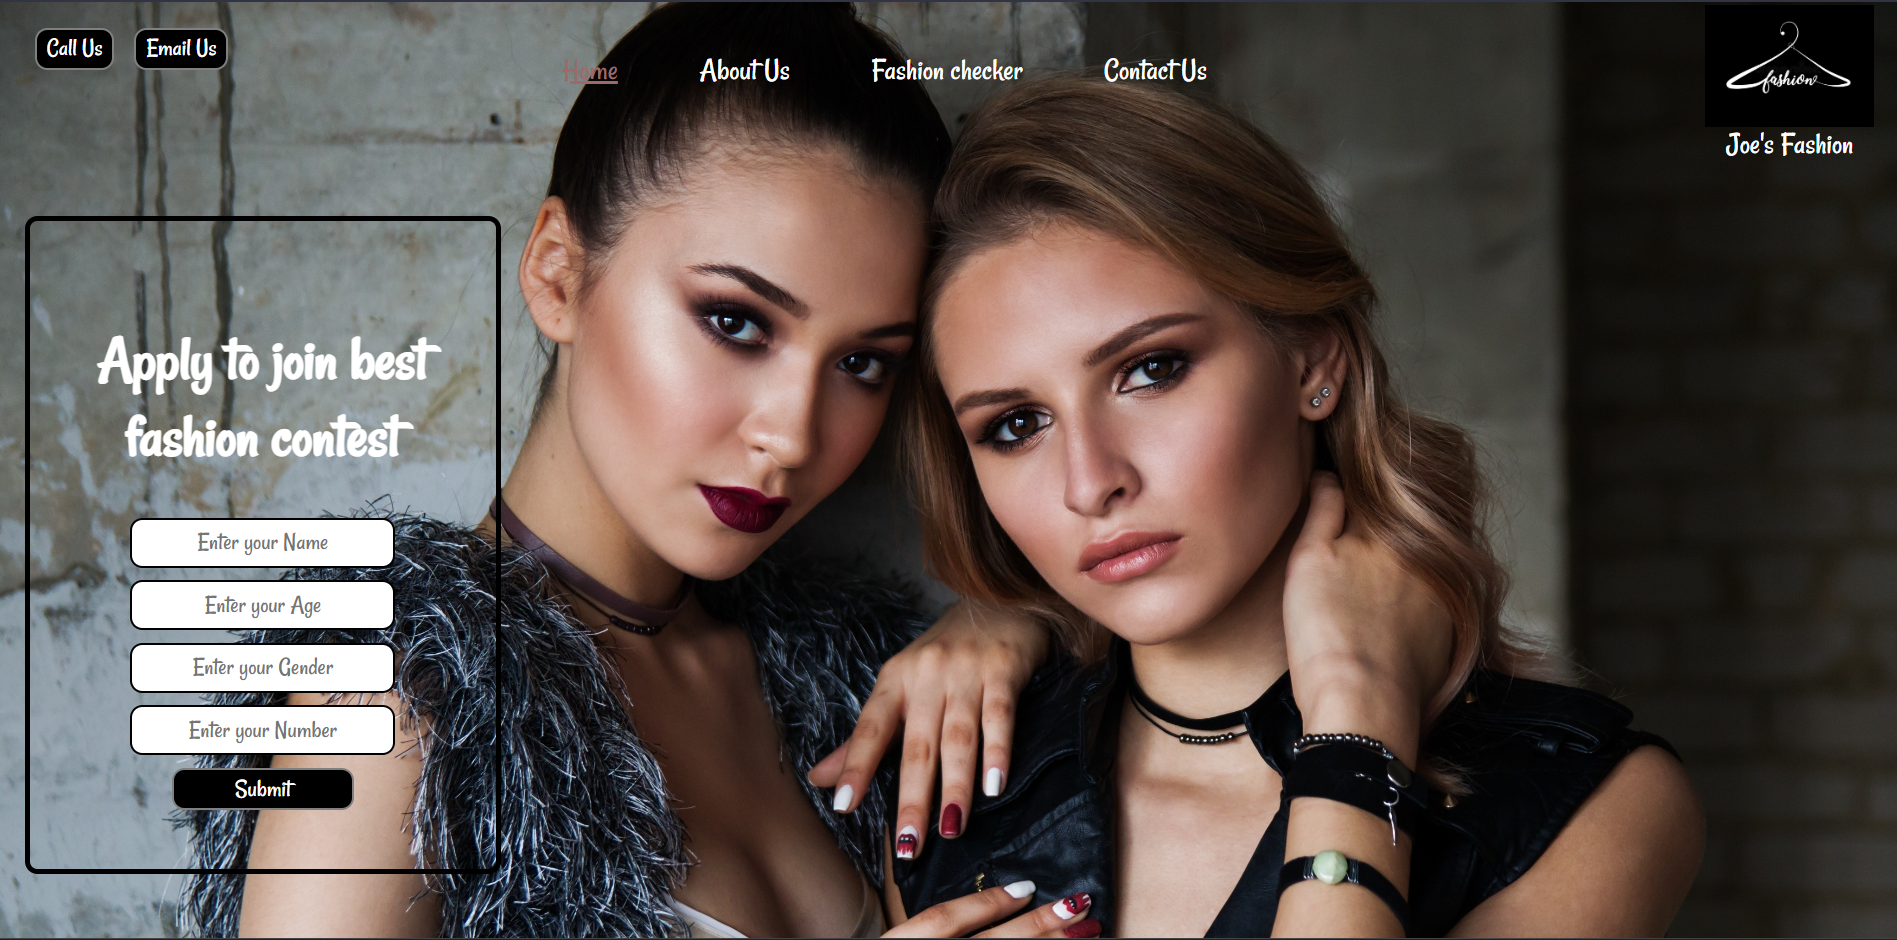 Call Us
Email Us
Home
About Us
Fashion checker
Contact Us
fashion
Joe's Fashion
Apply to join best
fashion contest
Enter your Name
Enter your Age
Enter your Gender
Enter your Number
Submit